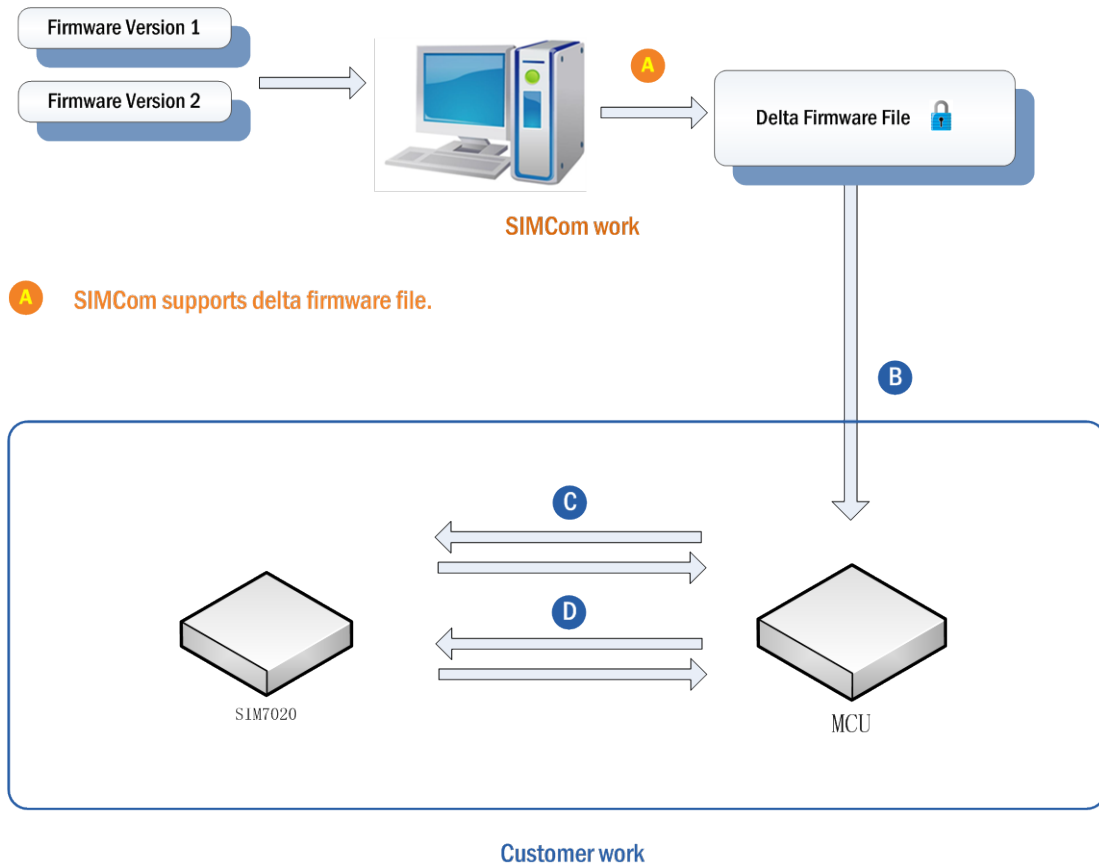 Firmware Version 1
Firmware Version 2
A
Delta Firmware File
SIMCom work
A SIMCom supports delta firmware file.
B
C
D
SIM7020
MCU
Customer work